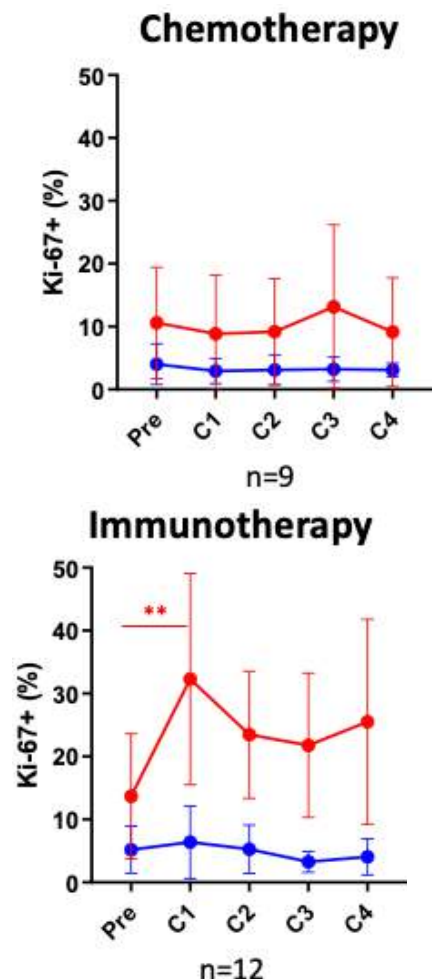 Chemotherapy
50
40
30
20
10
0
Ki-67+ (%)
Pre
C1
C2
C3
C4
n=9
Immunotherapy
50
40
30
20
10
0
Ki-67+ (%)
**
Pre
C1
C2
C3
C4
n=12